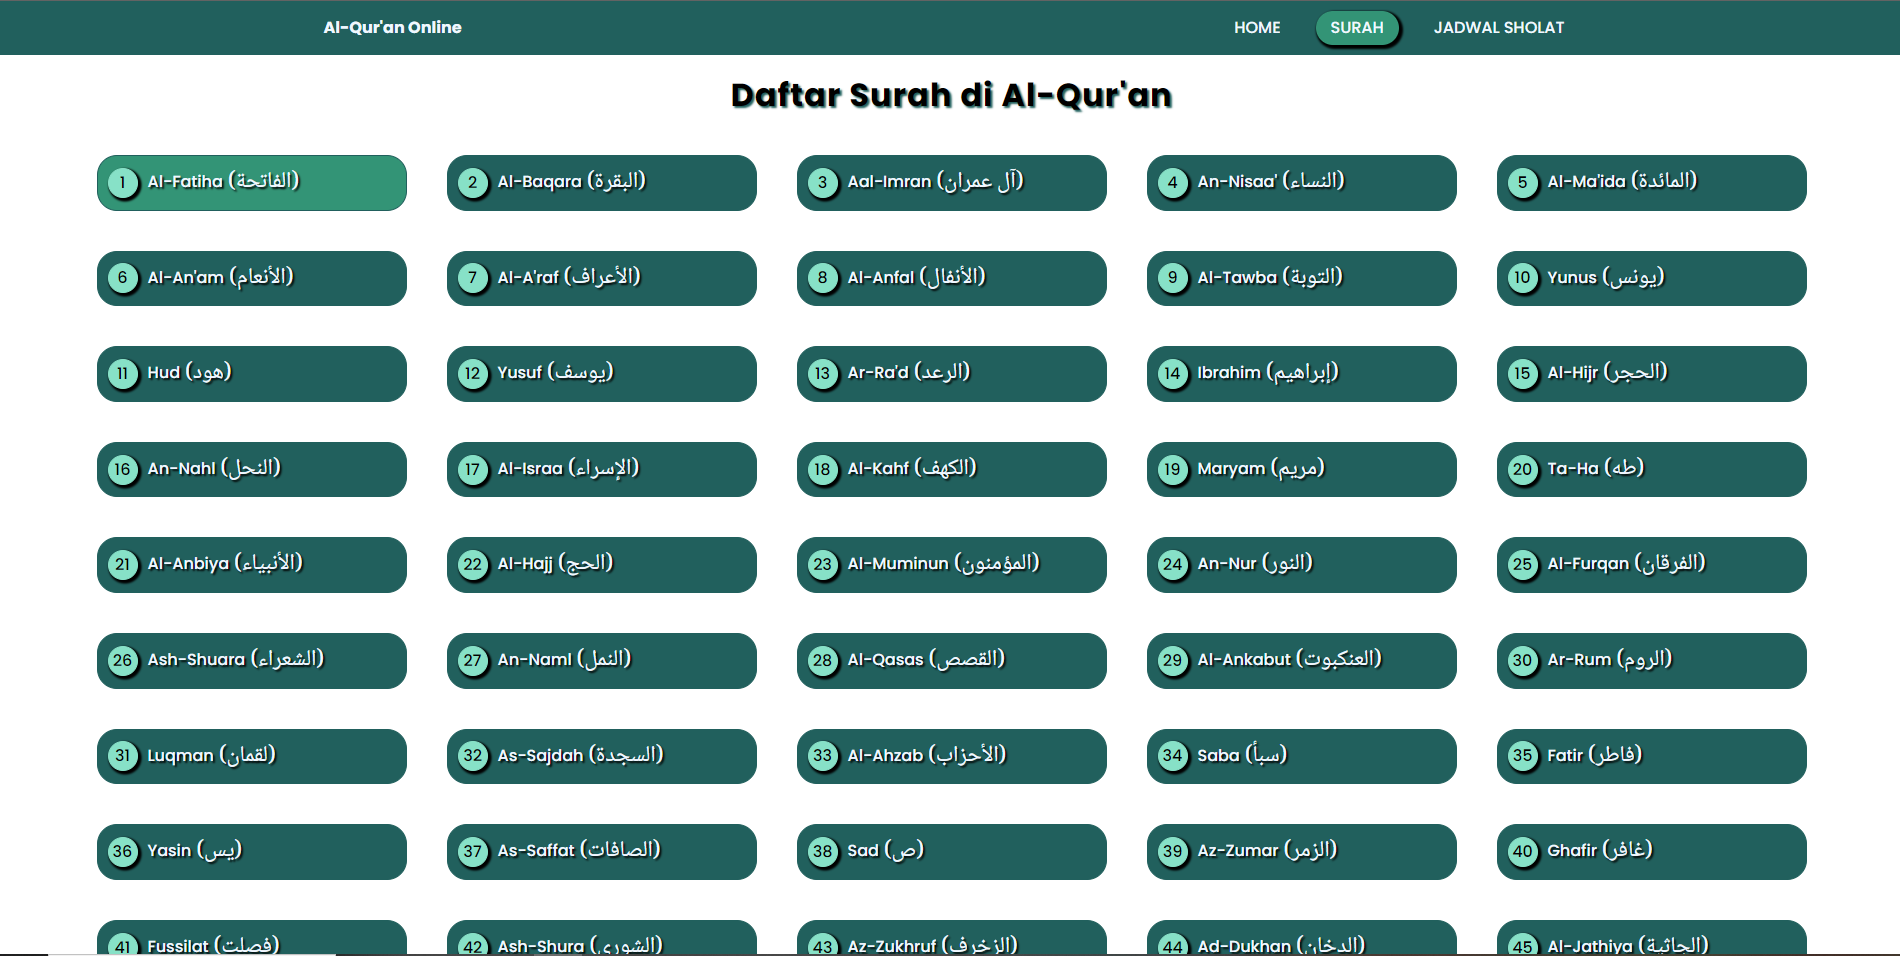 Al-Qur'an Online HOME SURAH JADWAL SHOLAT
Daftar Surah di Al-Qur'an
1 Al-Fatiha (الفاتحة) 2 Al-Baqara (البقرة) 3 Aal-Imran (آل عمران) 4 An-Nisaa' (النساء) 5 Al-Ma'ida (المائدة)
6 Al-An'am (الأنعام) 7 Al-A'raf (الأعراف) 8 Al-Anfal (الأنفال) 9 Al-Tawba (التوبة) 10 Yunus (يونس)
11 Hud (هود) 12 Yusuf (يوسف) 13 Ar-Ra'd (الرعد) 14 Ibrahim (إبراهيم) 15 Al-Hijr (الحجر)
16 An-Nahl (النحل) 17 Al-Israa (الإسراء) 18 Al-Kahf (الكهف) 19 Maryam (مريم) 20 Ta-Ha (طه)
21 Al-Anbiya (الأنبياء) 22 Al-Hajj (الحج) 23 Al-Muminun (المؤمنون) 24 An-Nur (النور) 25 Al-Furqan (الفرقان)
26 Ash-Shuara (الشعراء) 27 An-Naml (النمل) 28 Al-Qasas (القصص) 29 Al-Ankabut (العنكبوت) 30 Ar-Rum (الروم)
31 Luqman (لقمان) 32 As-Sajdah (السجدة) 33 Al-Ahzab (الأحزاب) 34 Saba (سبأ) 35 Fatir (فاطر)
36 Yasin (يس) 37 As-Saffat (الصافات) 38 Sad (ص) 39 Az-Zumar (الزمر) 40 Ghafir (غافر)
41 Fussilat (فصلت) 42 Ash-Shura (الشورى) 43 Az-Zukhruf (الزخرف) 44 Ad-Dukhan (الدخان) 45 Al-Jathiya (الجاثية)